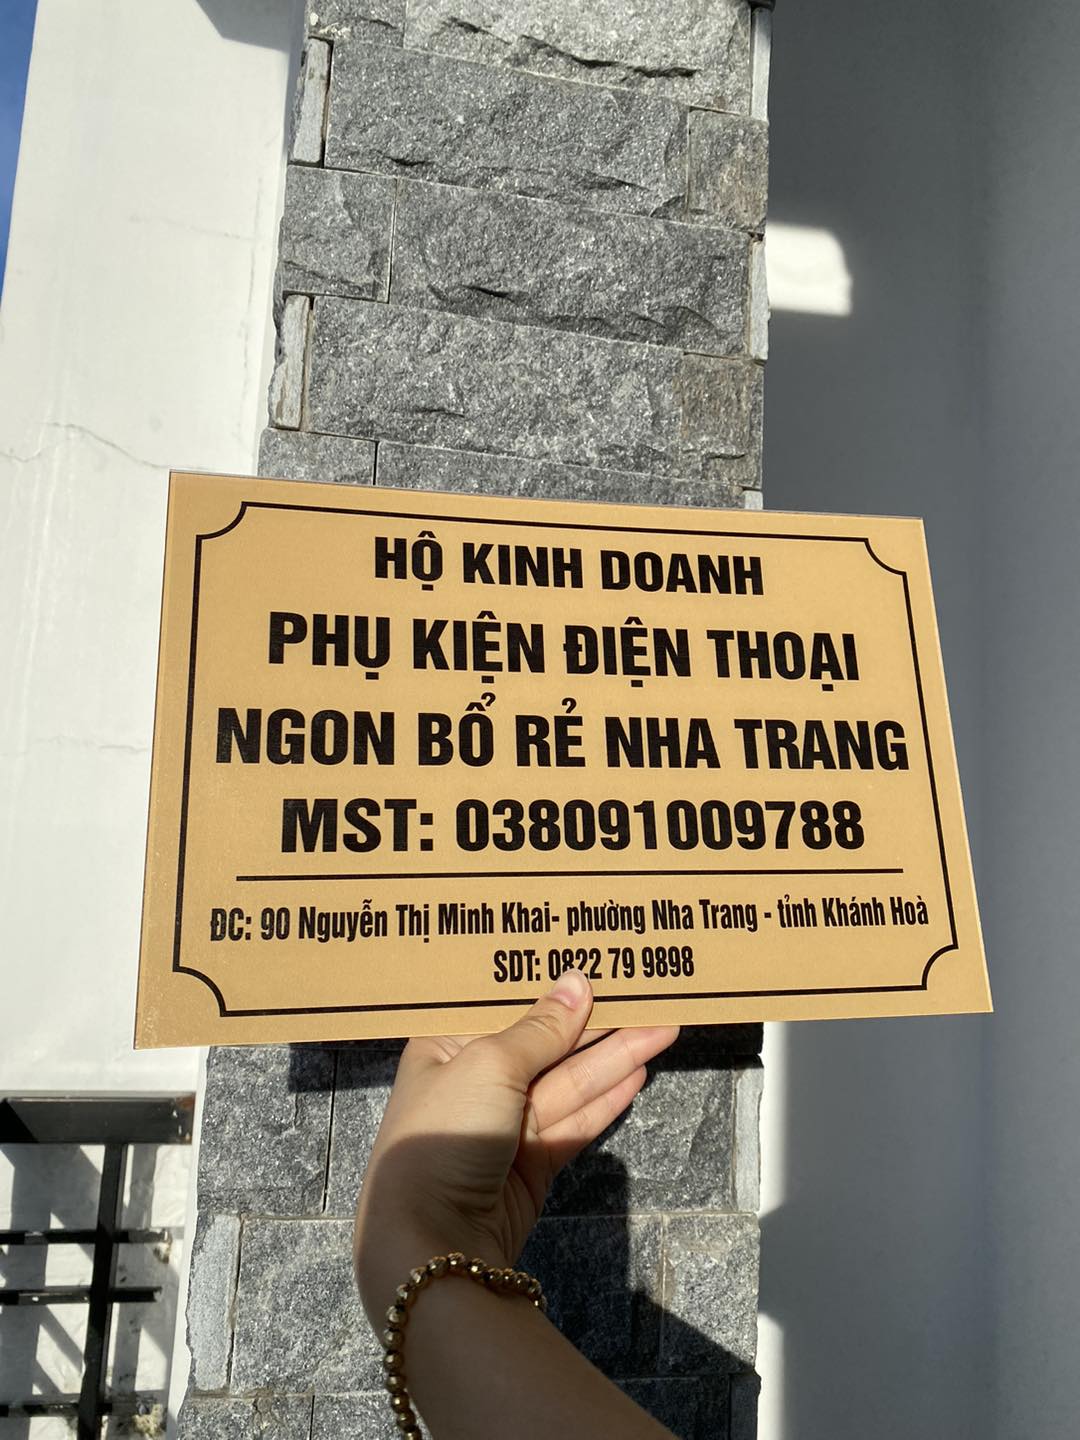 HỘ KINH DOANH
PHỤ KIỆN ĐIỆN THOẠI
NGON BỔ RẺ NHA TRANG
MST: 038091009788
ĐC: 90 Nguyễn Thị Minh Khai- phường Nha Trang - tỉnh Khánh Hoà
SDT: 0822 79 9898